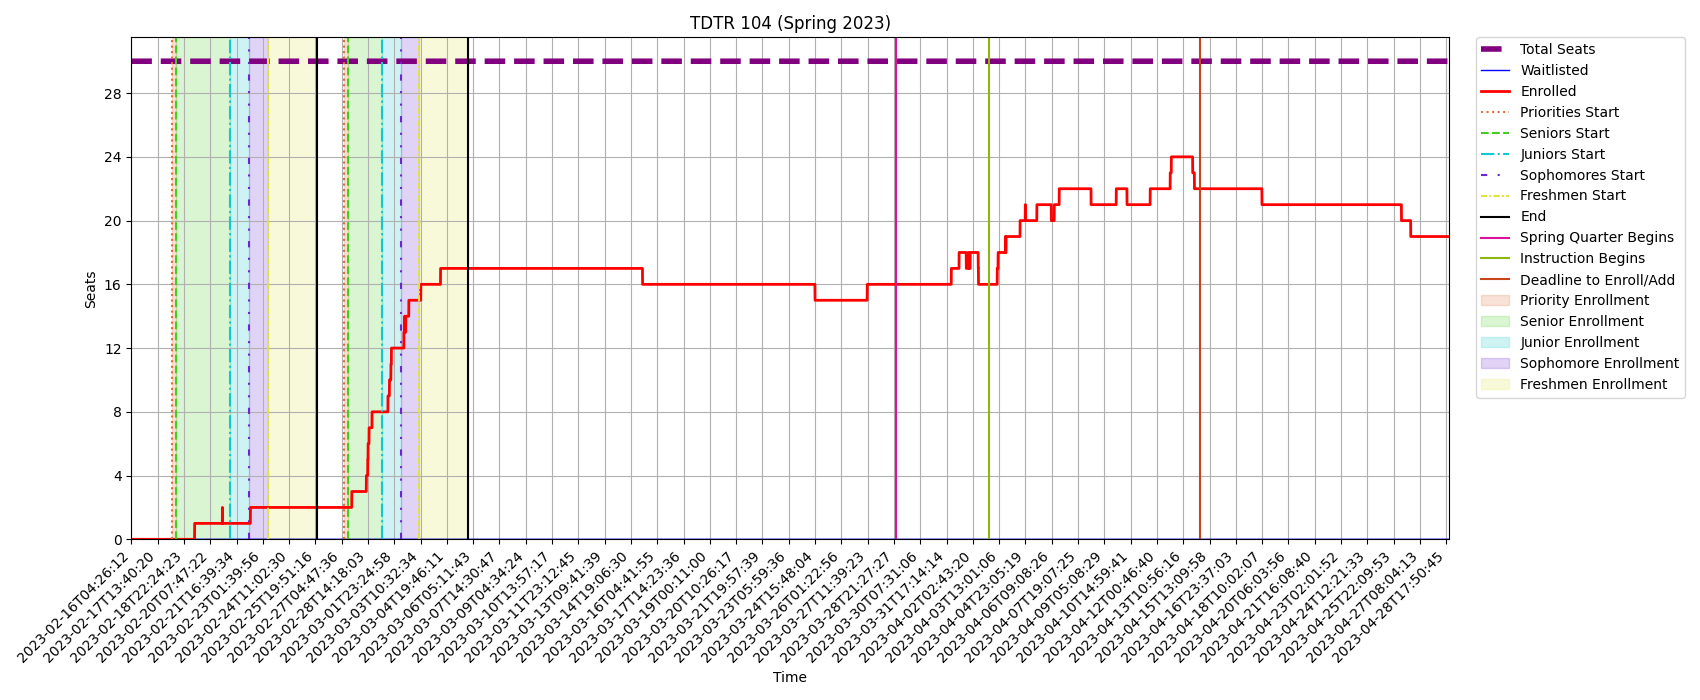 TDTR 104 (Spring 2023)
Seats
28
24
20
16
12
8
4
0
2023-02-16T04:26:12
2023-02-17T13:40:20
2023-02-18T22:24:23
2023-02-20T07:47:22
2023-02-21T16:39:34
2023-02-23T01:39:56
2023-02-24T11:02:30
2023-02-25T19:51:16
2023-02-27T04:47:36
2023-02-28T14:18:03
2023-03-01T23:24:58
2023-03-03T10:32:34
2023-03-04T19:46:11
2023-03-06T05:11:43
2023-03-07T14:30:47
2023-03-09T04:34:24
2023-03-10T13:57:17
2023-03-11T23:12:45
2023-03-13T09:41:39
2023-03-14T19:06:30
2023-03-16T04:41:55
2023-03-17T14:23:36
2023-03-19T00:11:00
2023-03-20T10:26:17
2023-03-21T19:57:39
2023-03-23T05:59:36
2023-03-24T15:48:04
2023-03-26T01:22:56
2023-03-27T11:39:23
2023-03-28T21:27:27
2023-03-30T07:31:06
2023-03-31T17:14:14
2023-04-02T02:43:20
2023-04-03T13:01:06
2023-04-04T23:05:19
2023-04-06T09:08:26
2023-04-07T19:07:25
2023-04-09T05:08:29
2023-04-10T14:59:41
2023-04-12T00:46:40
2023-04-13T10:56:16
2023-04-15T13:09:58
2023-04-16T23:37:03
2023-04-18T10:02:07
2023-04-20T06:03:56
2023-04-21T16:08:40
2023-04-23T02:01:52
2023-04-24T12:21:33
2023-04-25T22:09:53
2023-04-27T08:04:13
2023-04-28T17:50:45
Time
Total Seats
Waitlisted
Enrolled
Priorities Start
Seniors Start
Juniors Start
Sophomores Start
Freshmen Start
End
Spring Quarter Begins
Instruction Begins
Deadline to Enroll/Add
Priority Enrollment
Senior Enrollment
Junior Enrollment
Sophomore Enrollment
Freshmen Enrollment